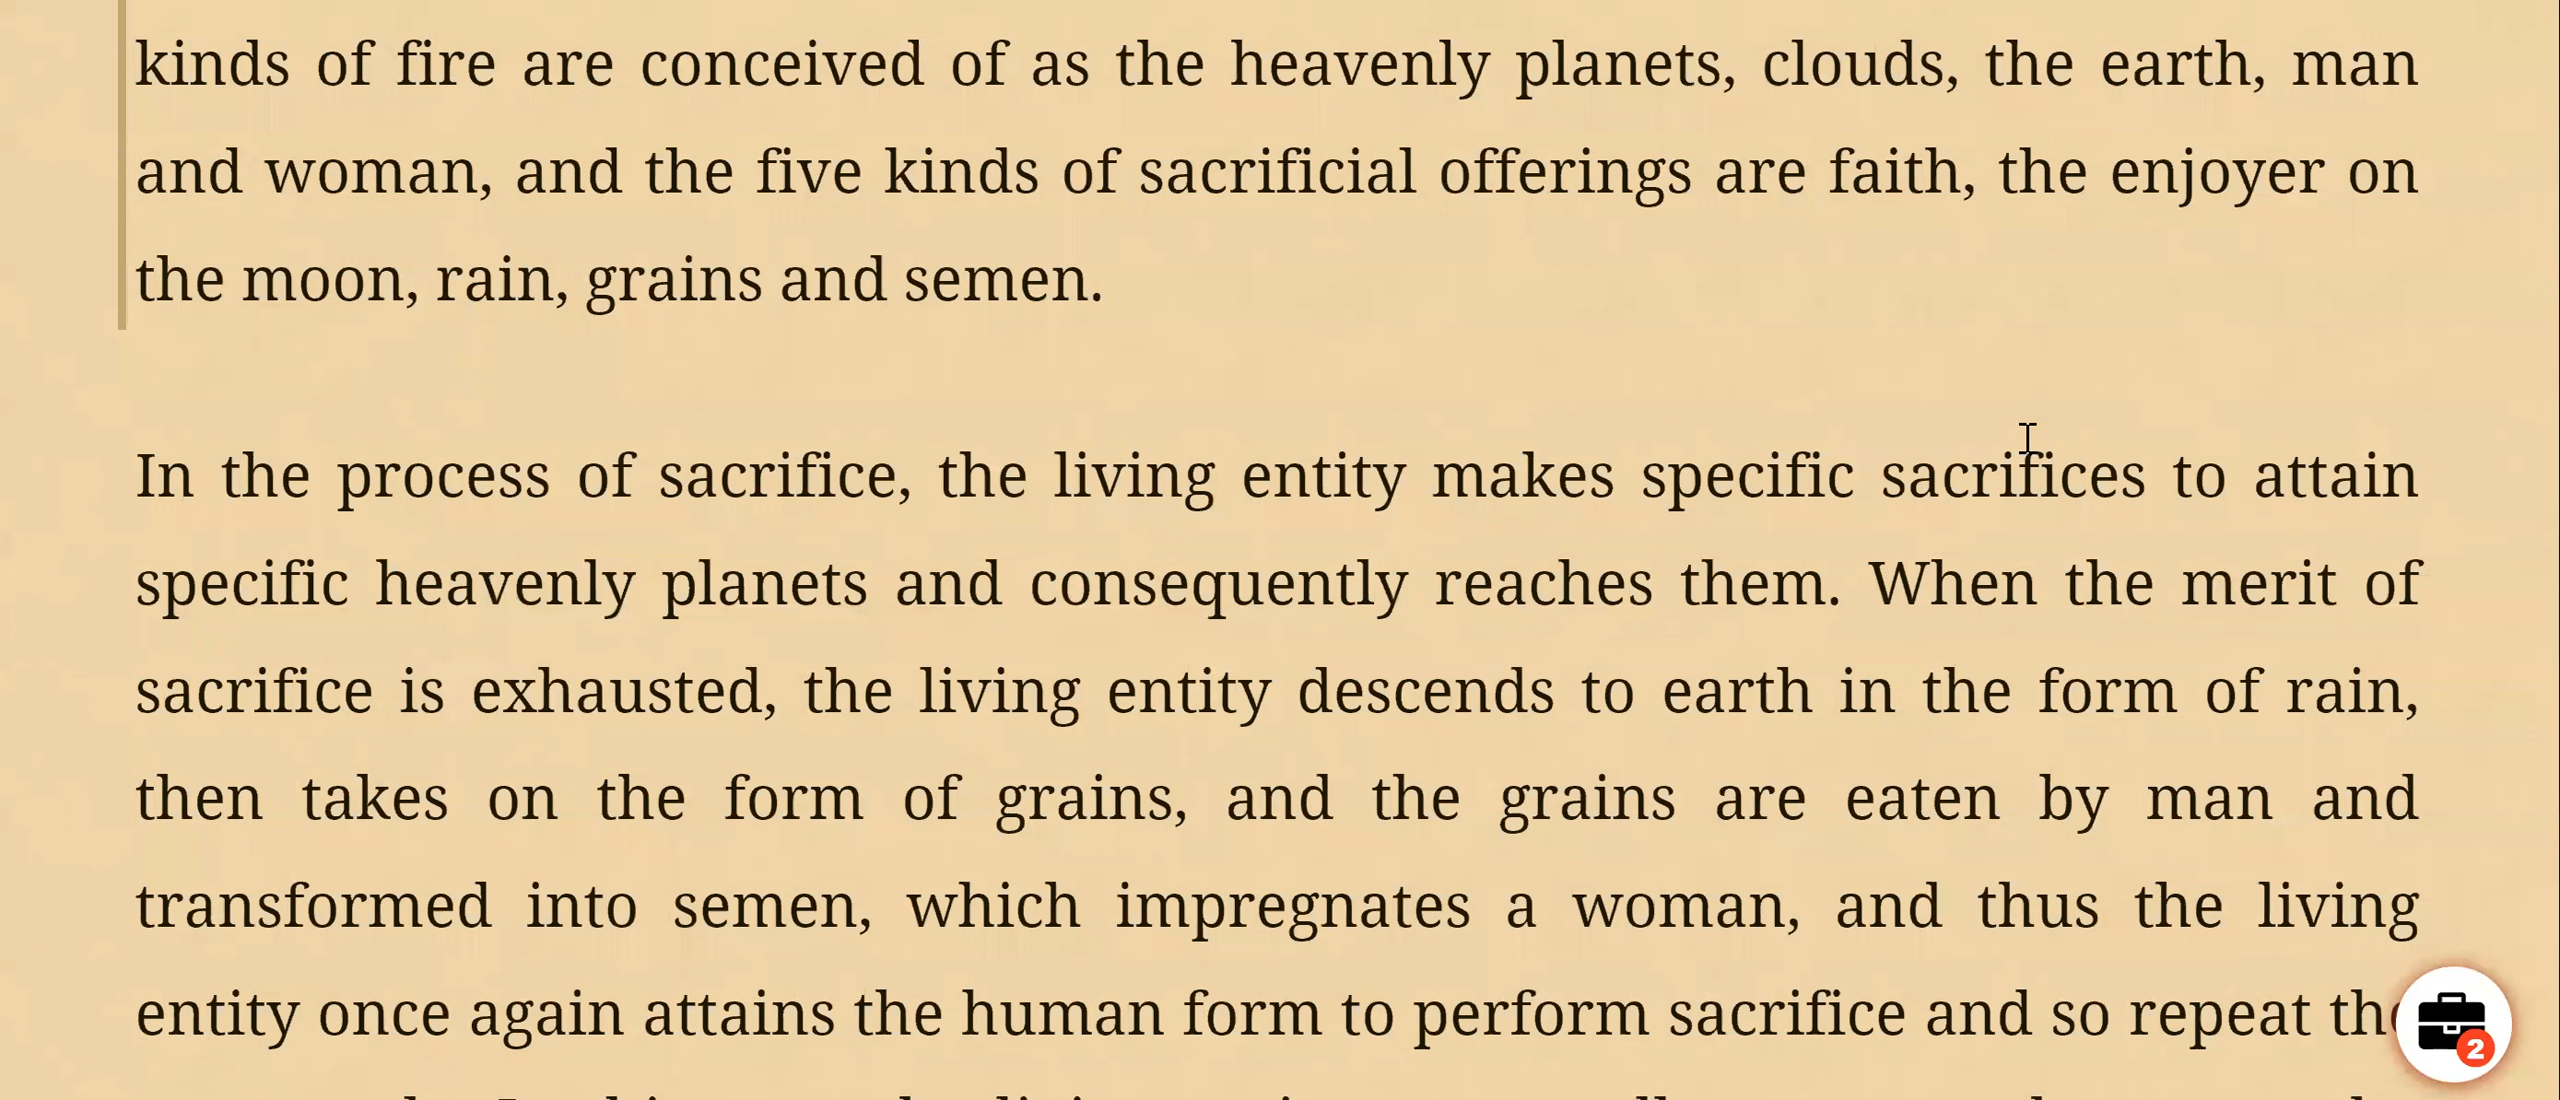 kinds of fire are conceived of as the heavenly planets, clouds, the earth, man
and woman, and the five kinds of sacrificial offerings are faith, the enjoyer on
the moon, rain, grains and semen.
In the process of sacrifice, the living entity makes specific sacrifices to attain
specific heavenly planets and consequently reaches them. When the merit of
sacrifice is exhausted, the living entity descends to earth in the form of rain,
then takes on the form of grains, and the grains are eaten by man and
transformed into semen, which impregnates a woman, and thus the living
entity once again attains the human form to perform sacrifice and so repeat the
2